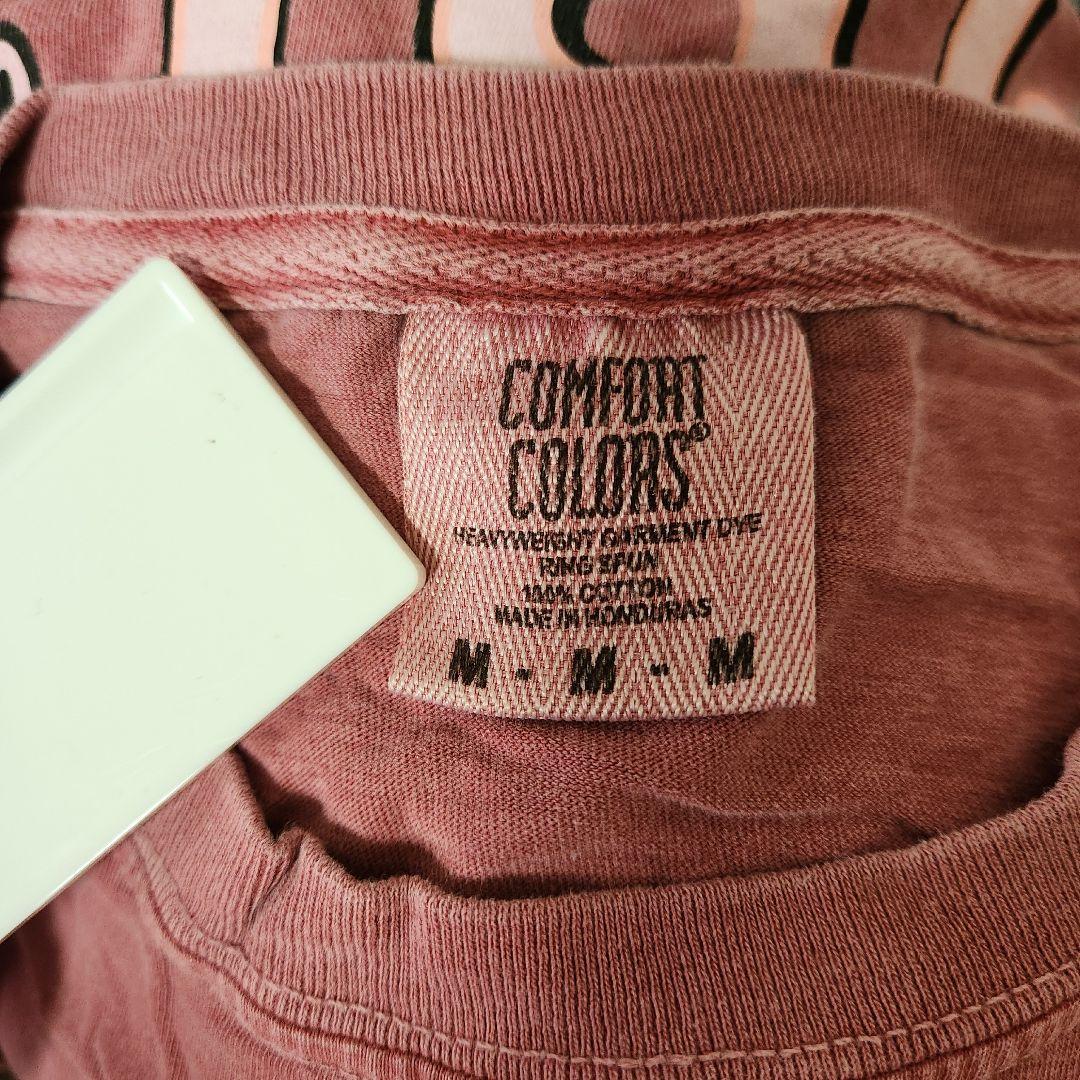 COMFORT
COLORS®
HEAVYWEIGHT GARMENT DYE
RING SPUN
100% COTTON
MADE IN HONDURAS
M - M - M